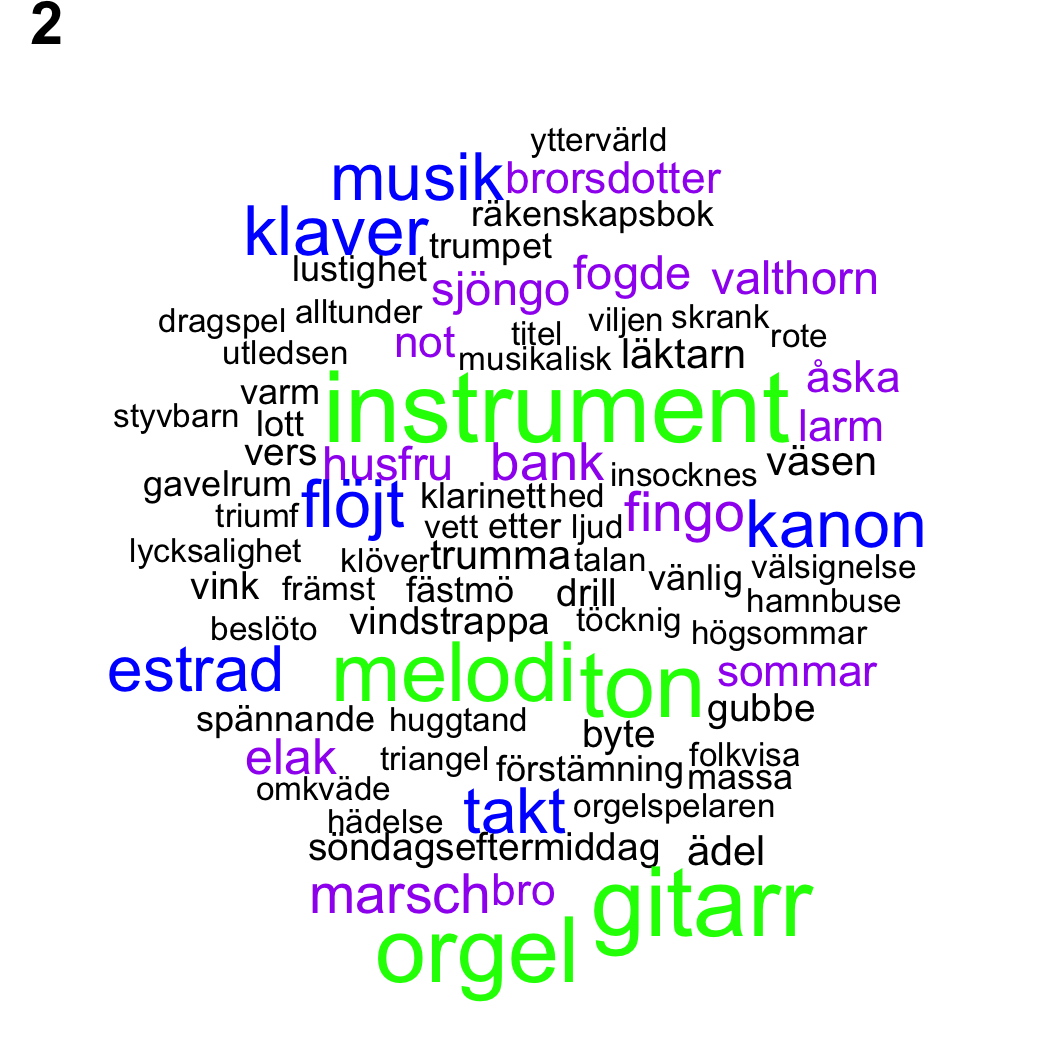 2
yttervärld
musik brorsdotter
räkenskapsbok
klaver trumpet
lustighet sjöngo fogde valthorn
dragspel alltunder not titel viljen skrank rote
utledsen musikalisk läktarn
varm instrument åska
styvbarn lott larm
vers husfru bank insocknes väsen
gavelrum flöjt klarinett hed fingo kanon
triumf vett etter ljud
lycksalighet klöver trumma talan välsignelse
vink främst fästmö drill vänlig hamnbuse
beslöto vindstrappa töcknig högsommar
estrad melodi ton sommar
spännande huggtand byte gubbe
elak triangel förstämning folkvisa
omkväde massa
hädelse takt orgelspelaren
söndagseftermiddag ädel
marsch bro gitarr
orgel